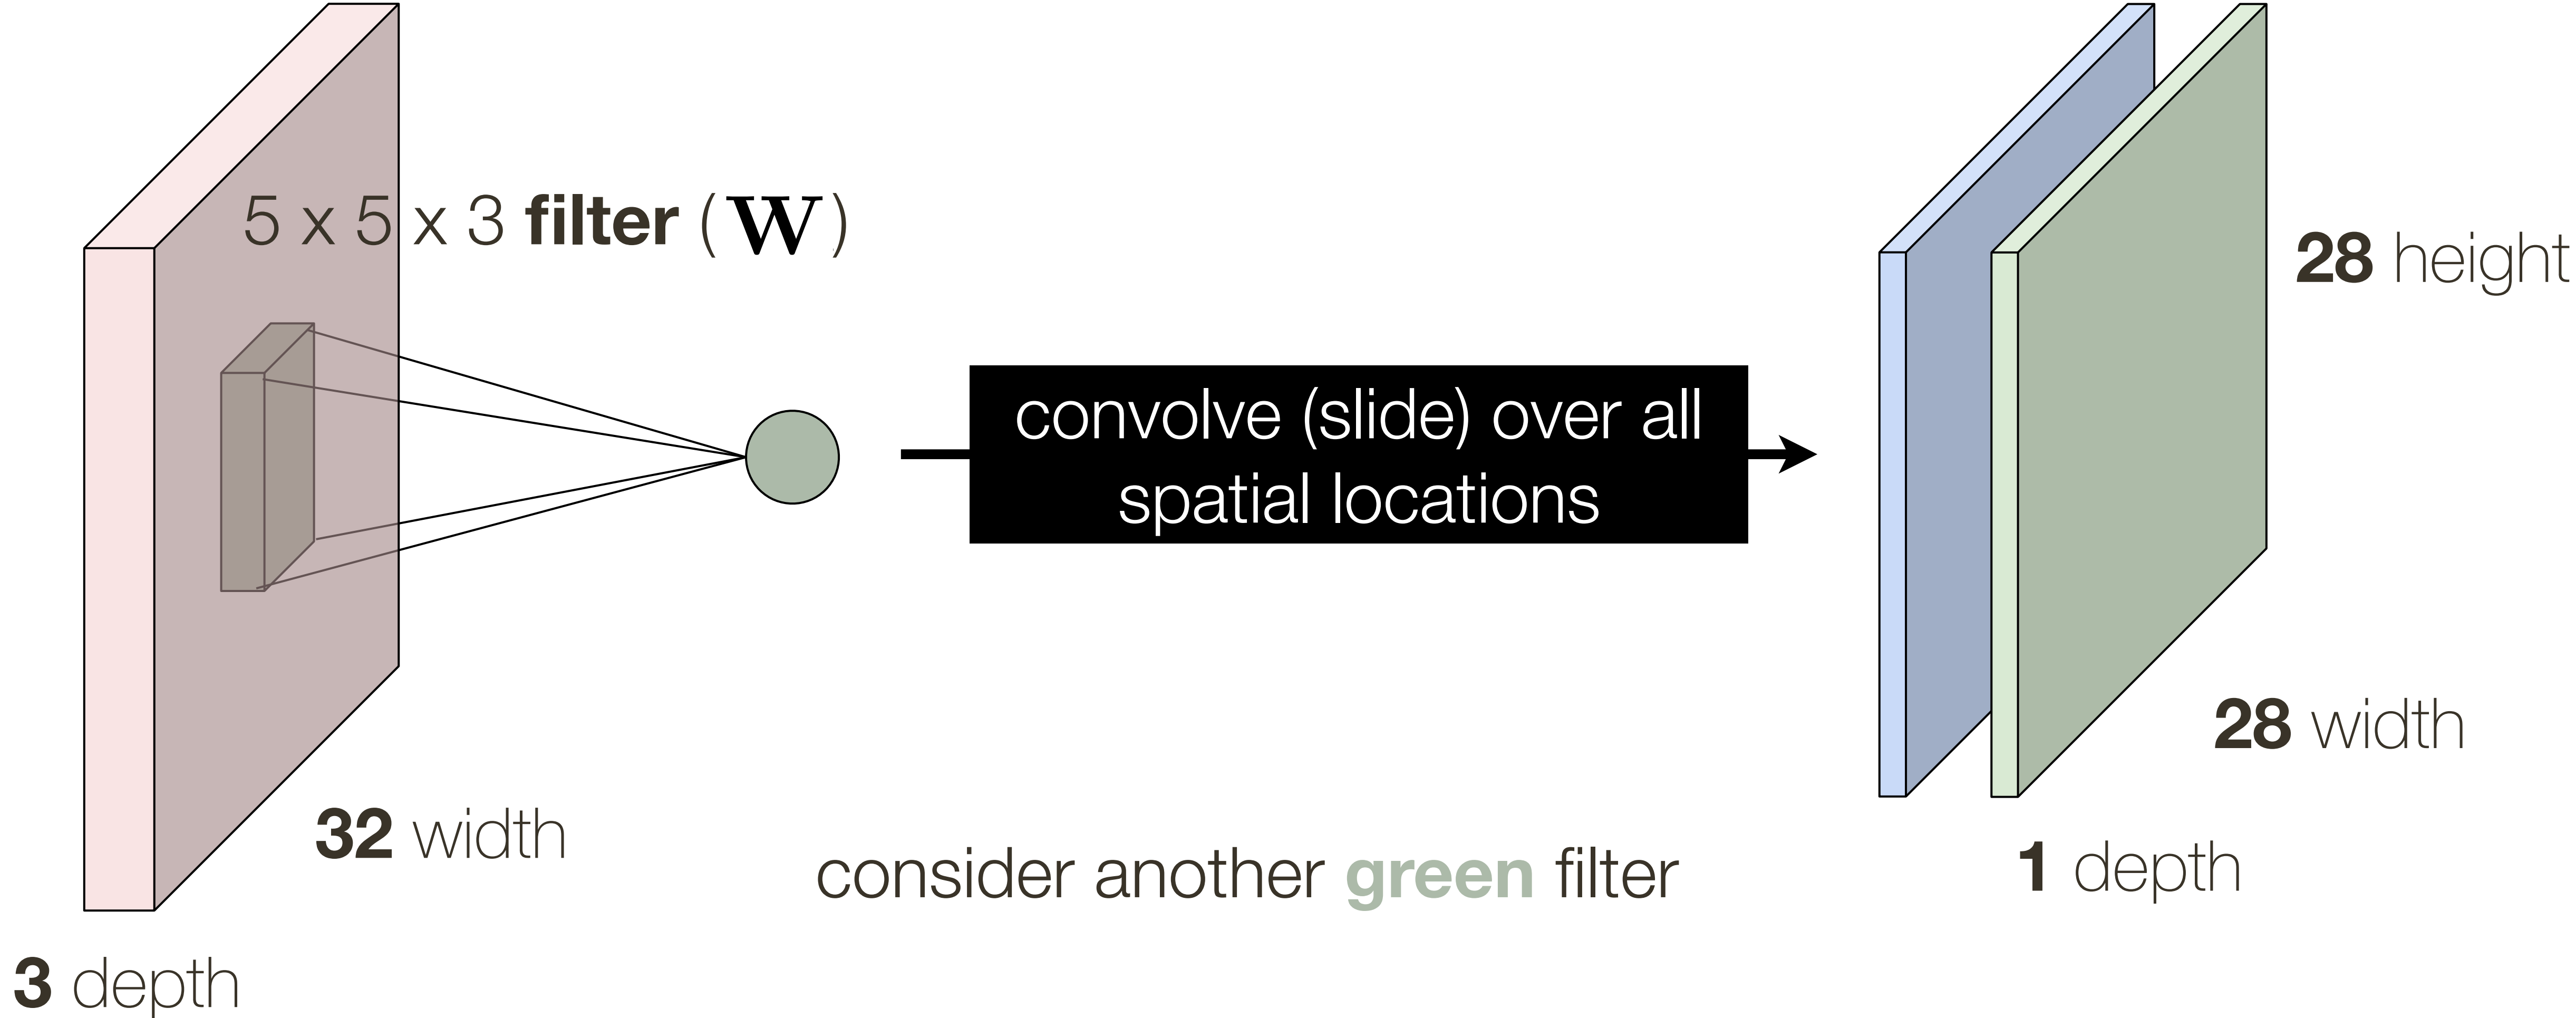 5 x 5 x 3 filter (W)
28 height
convolve (slide) over all
spatial locations
28 width
32 width
consider another green filter
1 depth
3 depth